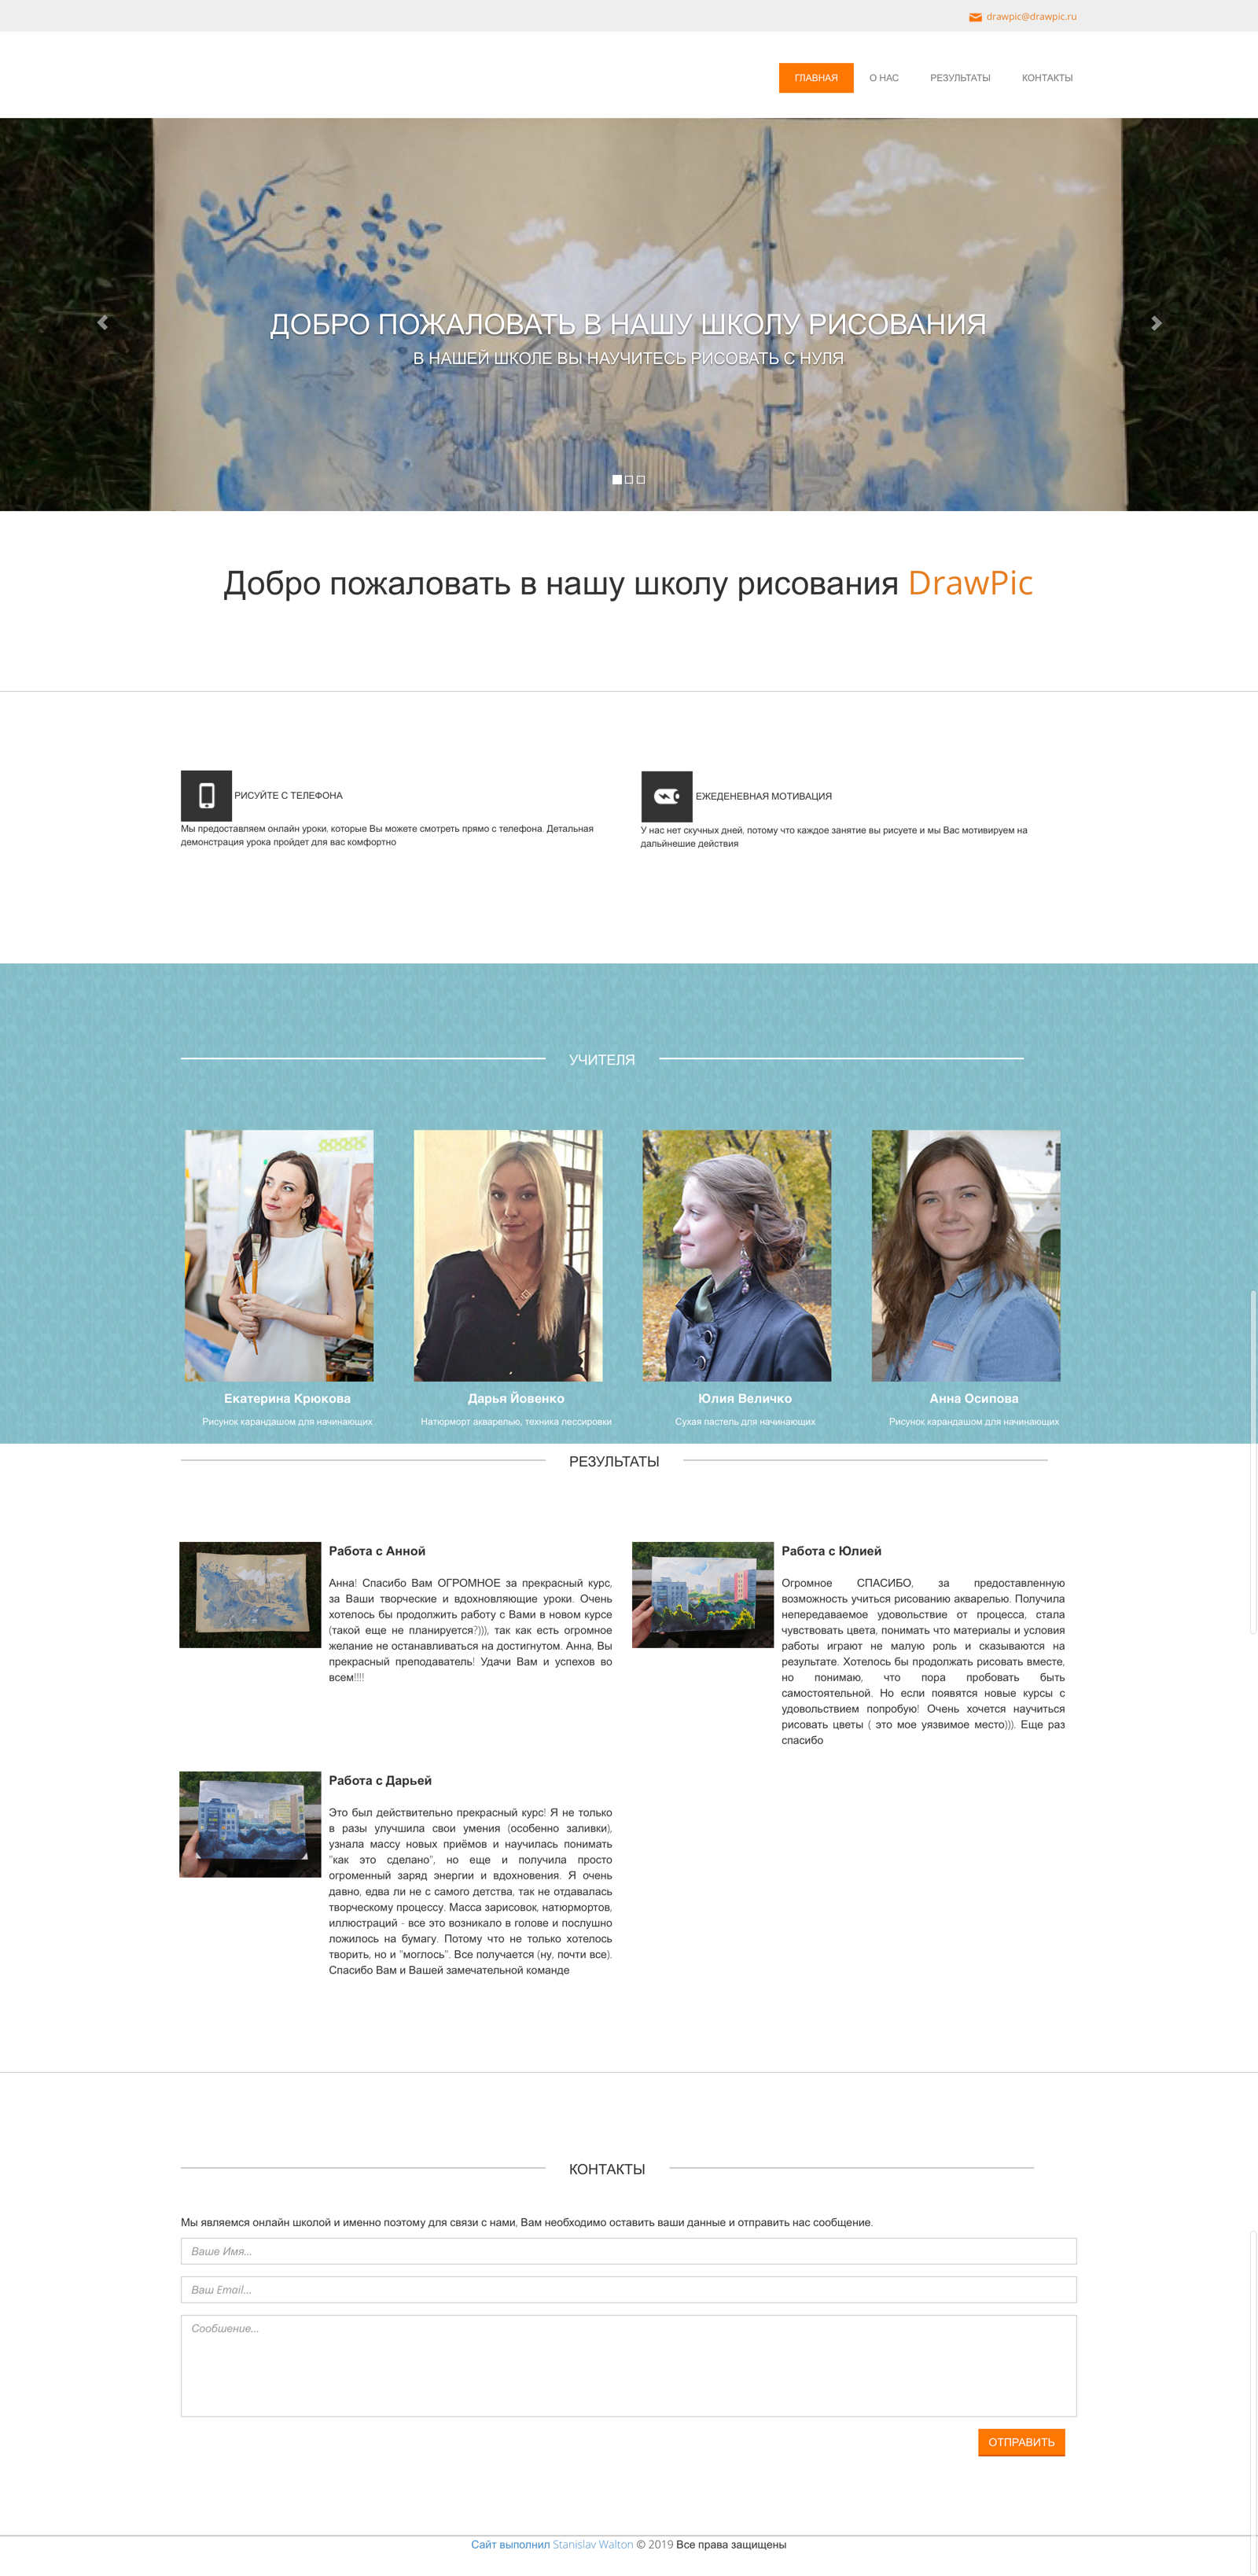 drawpic@drawpic.ru
ГЛАВНАЯ О НАС РЕЗУЛЬТАТЫ КОНТАКТЫ
ДОБРО ПОЖАЛОВАТЬ В НАШУ ШКОЛУ РИСОВАНИЯ
В НАШЕЙ ШКОЛЕ ВЫ НАУЧИТЕСЬ РИСОВАТЬ С НУЛЯ
Добро пожаловать в нашу школу рисования DrawPic
РИСУЙТЕ С ТЕЛЕФОНА
Мы предоставляем онлайн уроки, которые Вы можете смотреть прямо с телефона. Детальная
демонстрация урока пройдет для вас комфортно
ЕЖЕДЕНЕВНАЯ МОТИВАЦИЯ
У нас нет скучных дней, потому что каждое занятие вы рисуете и мы Вас мотивируем на
дальйнешие действия
УЧИТЕЛЯ
Екатерина Крюкова
Рисунок карандашом для начинающих
Дарья Йовенко
Натюрморт акварелью, техника лессировки
Юлия Величко
Сухая пастель для начинающих
Анна Осипова
Рисунок карандашом для начинающих
РЕЗУЛЬТАТЫ
Работа с Анной
Анна! Спасибо Вам ОГРОМНОЕ за прекрасный курс,
за Ваши творческие и вдохновляющие уроки. Очень
хотелось бы продолжить работу с Вами в новом курсе
(такой еще не планируется?))), так как есть огромное
желание не останавливаться на достигнутом. Анна, Вы
прекрасный преподаватель! Удачи Вам и успехов во
всем!!!!
Работа с Юлией
Огромное СПАСИБО, за предоставленную
возможность учиться рисованию акварелью. Получила
непередаваемое удовольствие от процесса, стала
чувствовать цвета, понимать что материалы и условия
работы играют не малую роль и сказываются на
результате. Хотелось бы продолжать рисовать вместе,
но понимаю, что пора пробовать быть
самостоятельной. Но если появятся новые курсы с
удовольствием попробую! Очень хочется научиться
рисовать цветы ( это мое уязвимое место))). Еще раз
спасибо
Работа с Дарьей
Это был действительно прекрасный курс! Я не только
в разы улучшила свои умения (особенно заливки),
узнала массу новых приёмов и научилась понимать
"как это сделано", но еще и получила просто
огроменный заряд энергии и вдохновения. Я очень
давно, едва ли не с самого детства, так не отдавалась
творческому процессу. Масса зарисовок, натюрмортов,
иллюстраций - все это возникало в голове и послушно
ложилось на бумагу. Потому что не только хотелось
творить, но и "моглось". Все получается (ну, почти все).
Спасибо Вам и Вашей замечательной команде
КОНТАКТЫ
Мы являемся онлайн школой и именно поэтому для связи с нами, Вам необходимо оставить ваши данные и отправить нас сообщение.
Ваше Имя...
Ваш Email...
Сообшение...
ОТПРАВИТЬ
Сайт выполнил Stanislav Walton © 2019 Все права защищены